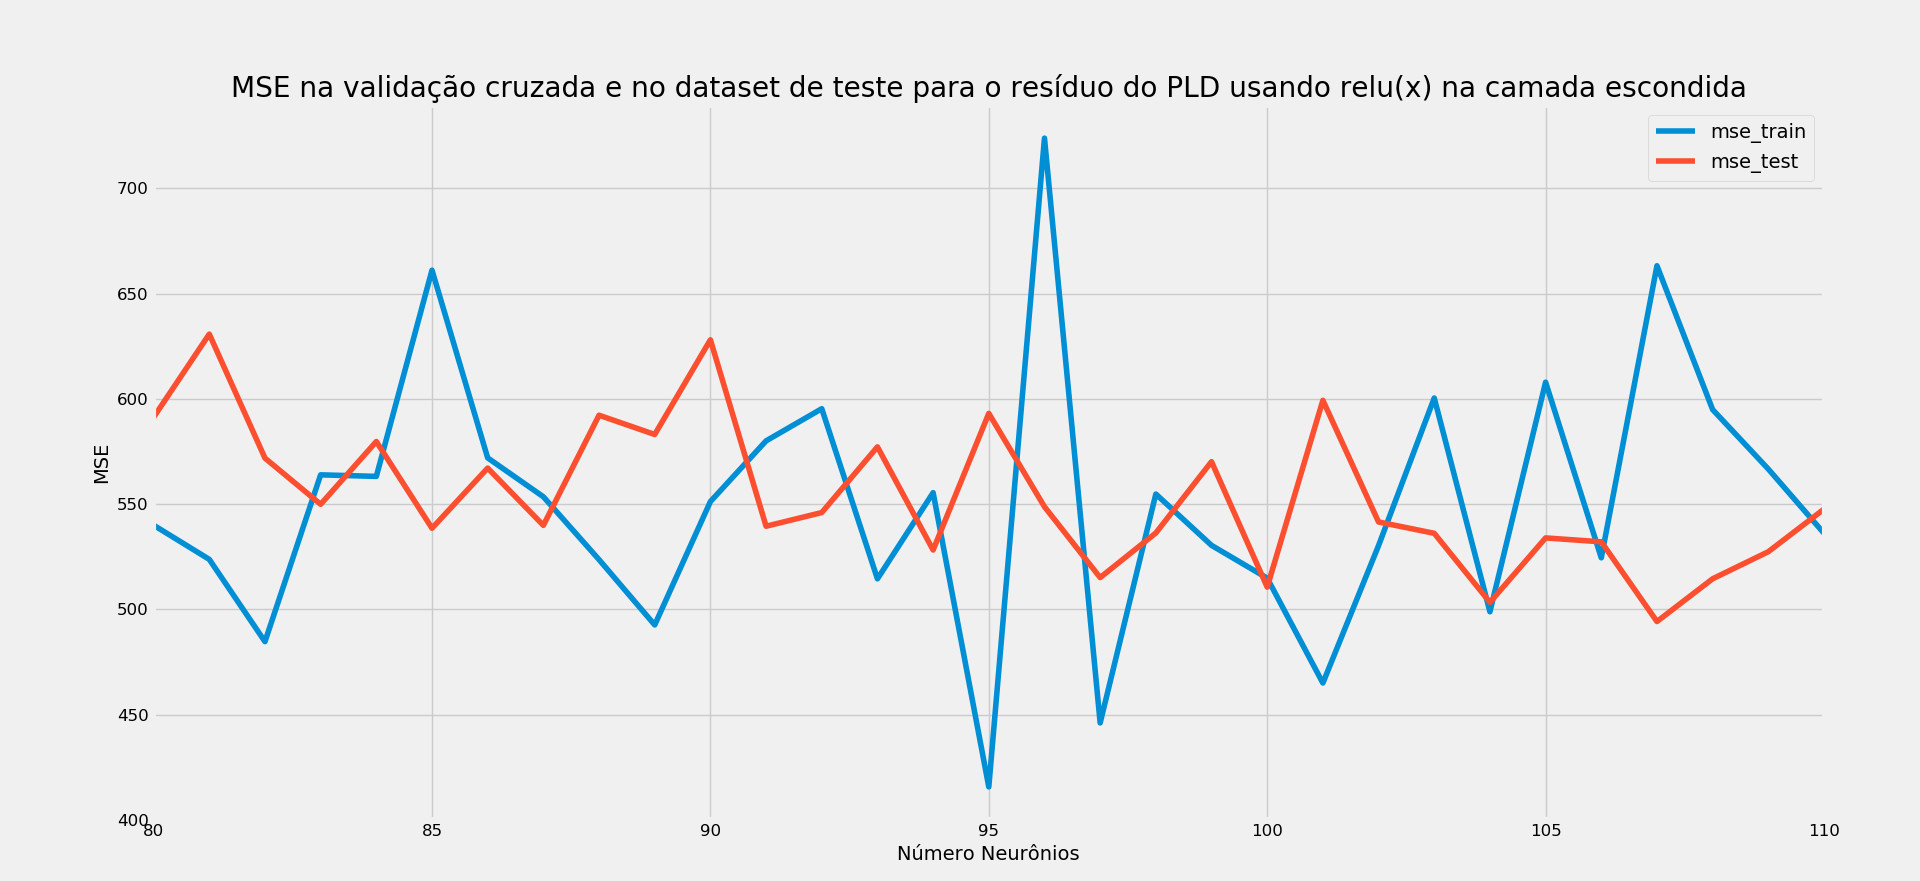 MSE na validação cruzada e no dataset de teste para o resíduo do PLD usando relu(x) na camada escondida
mse_train
mse_test
700
650
600
550
500
450
400
MSE
80 85 90 95 100 105 110
Número Neurônios